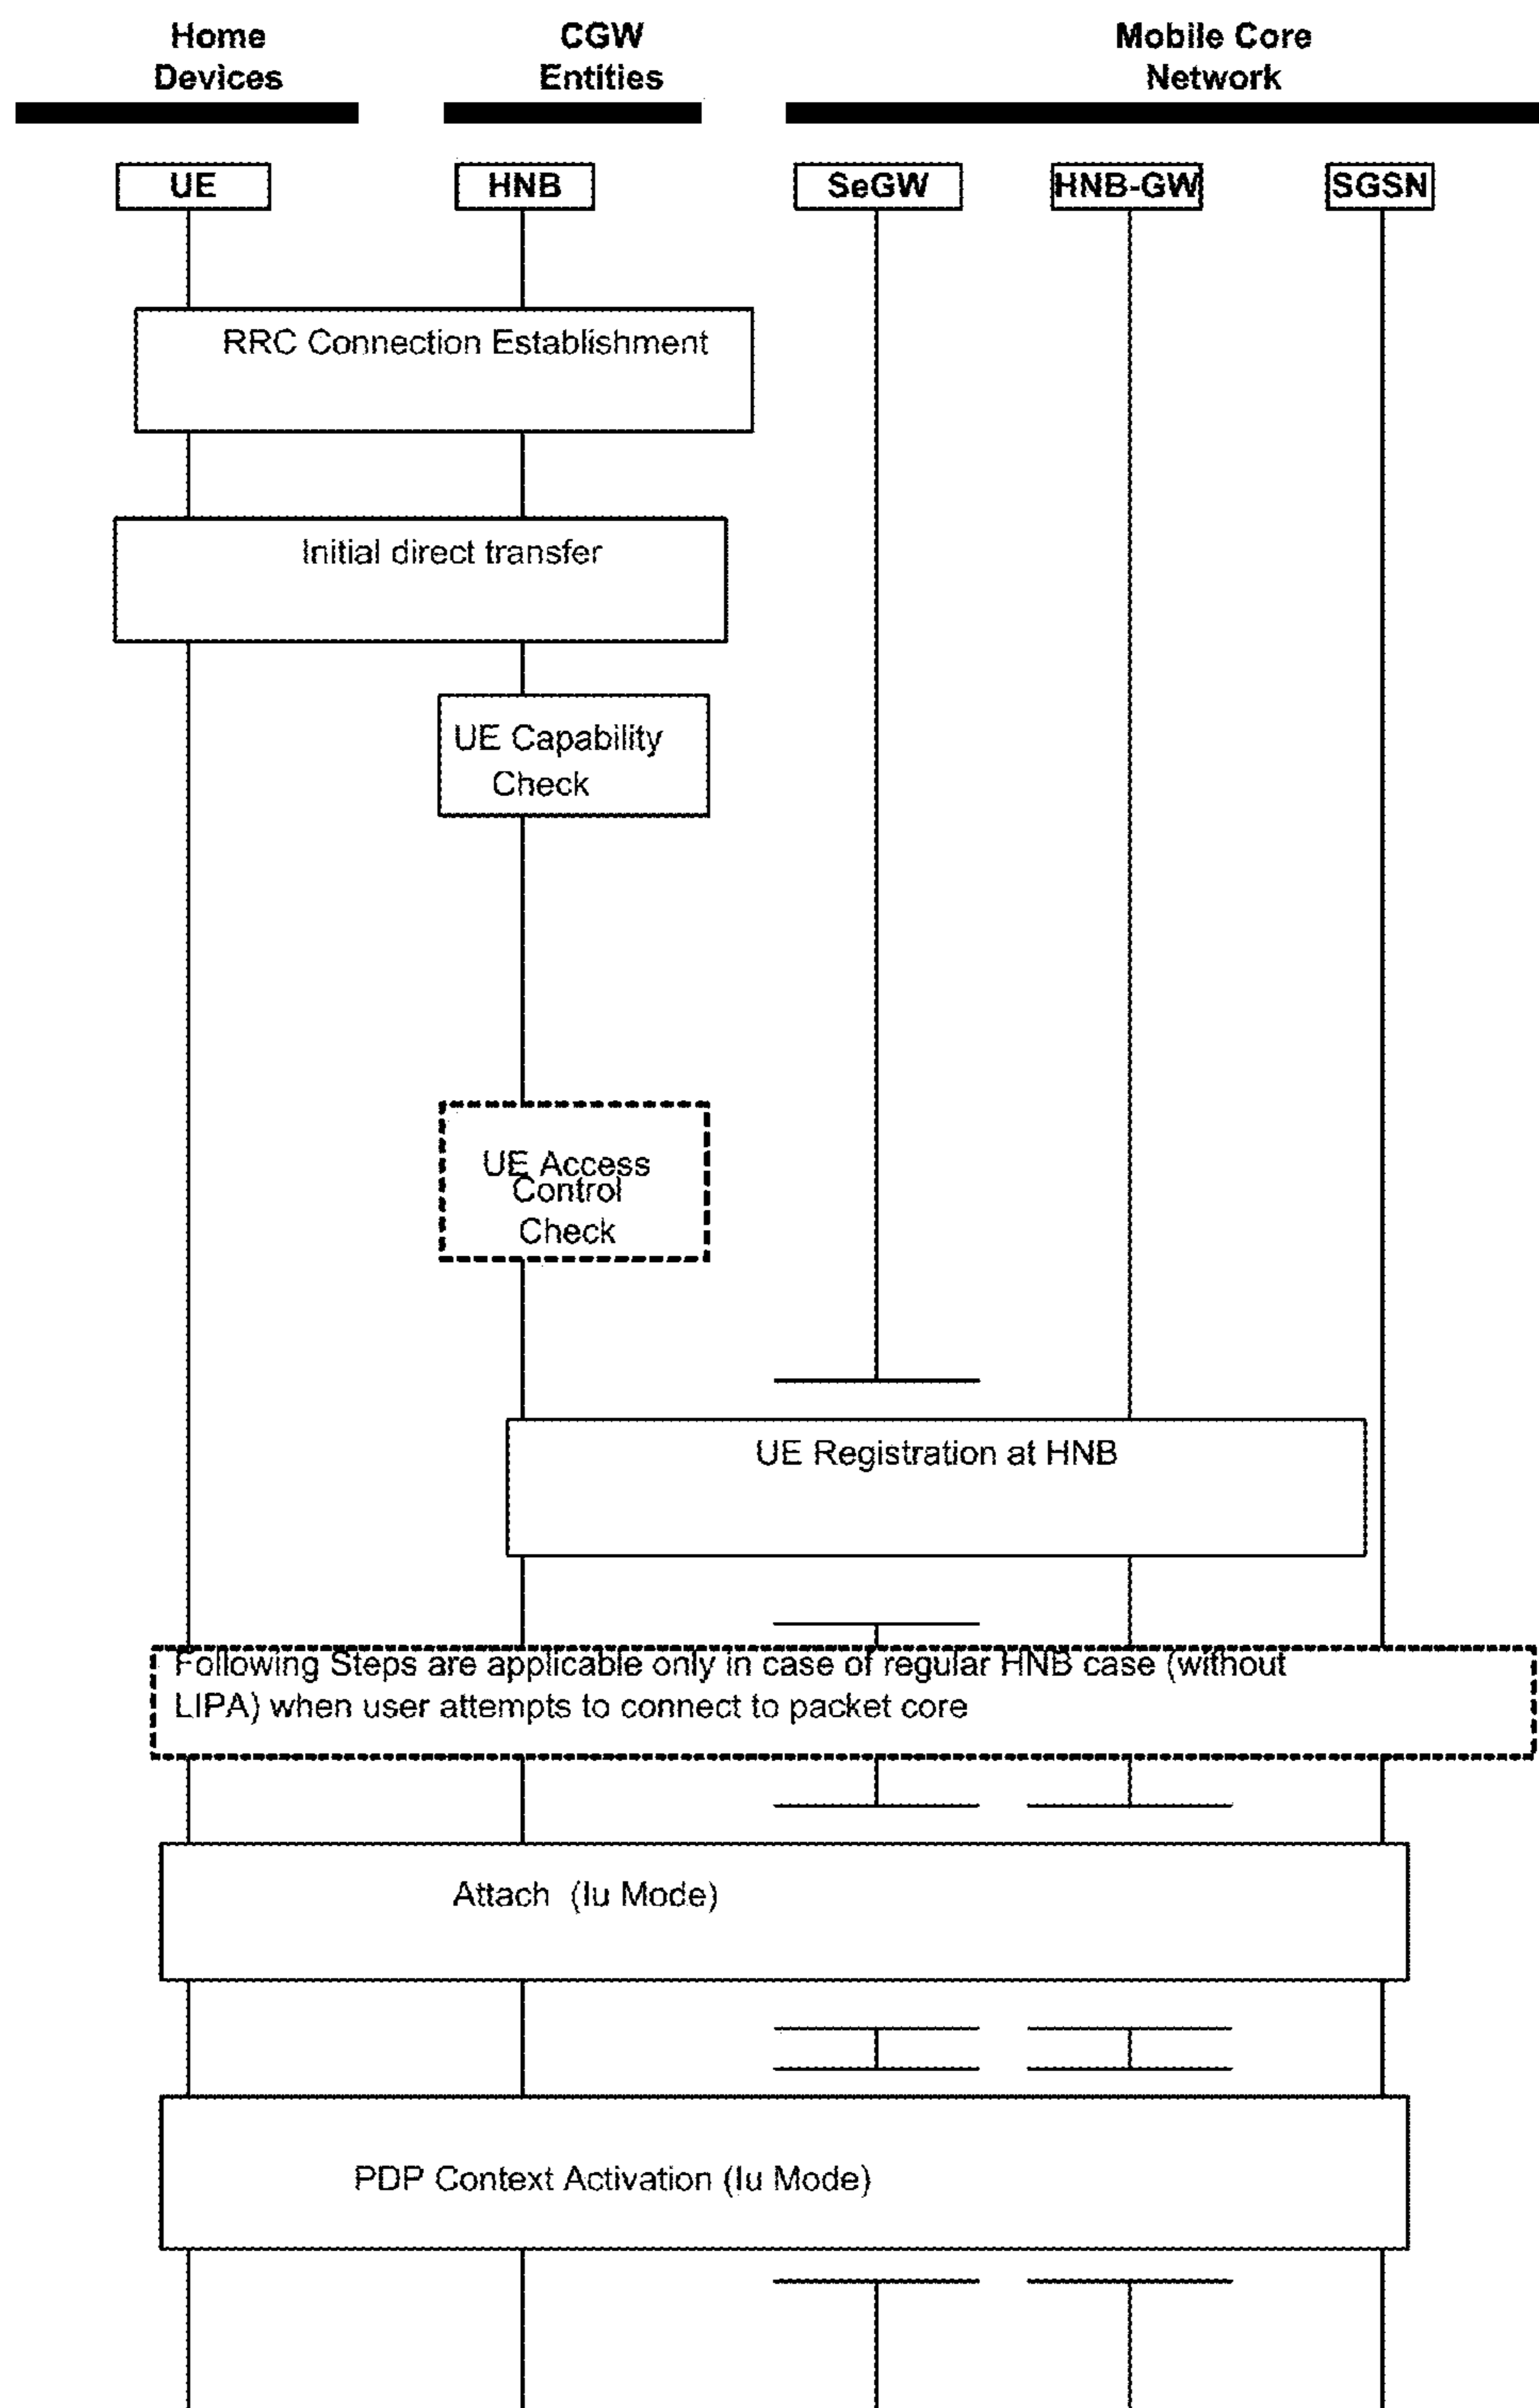 Home
Devices
CGW
Entities
Mobile Core
Network
UE
HNB
SeGW
HNB-GW
SGSN
RRC Connection Establishment
Initial direct transfer
UE Capability
Check
UE Access
Control
Check
UE Registration at HNB
Following Steps are applicable only in case of regular HNB case (without
LIPA) when user attempts to connect to packet core
Attach (Iu Mode)
PDP Context Activation (Iu Mode)